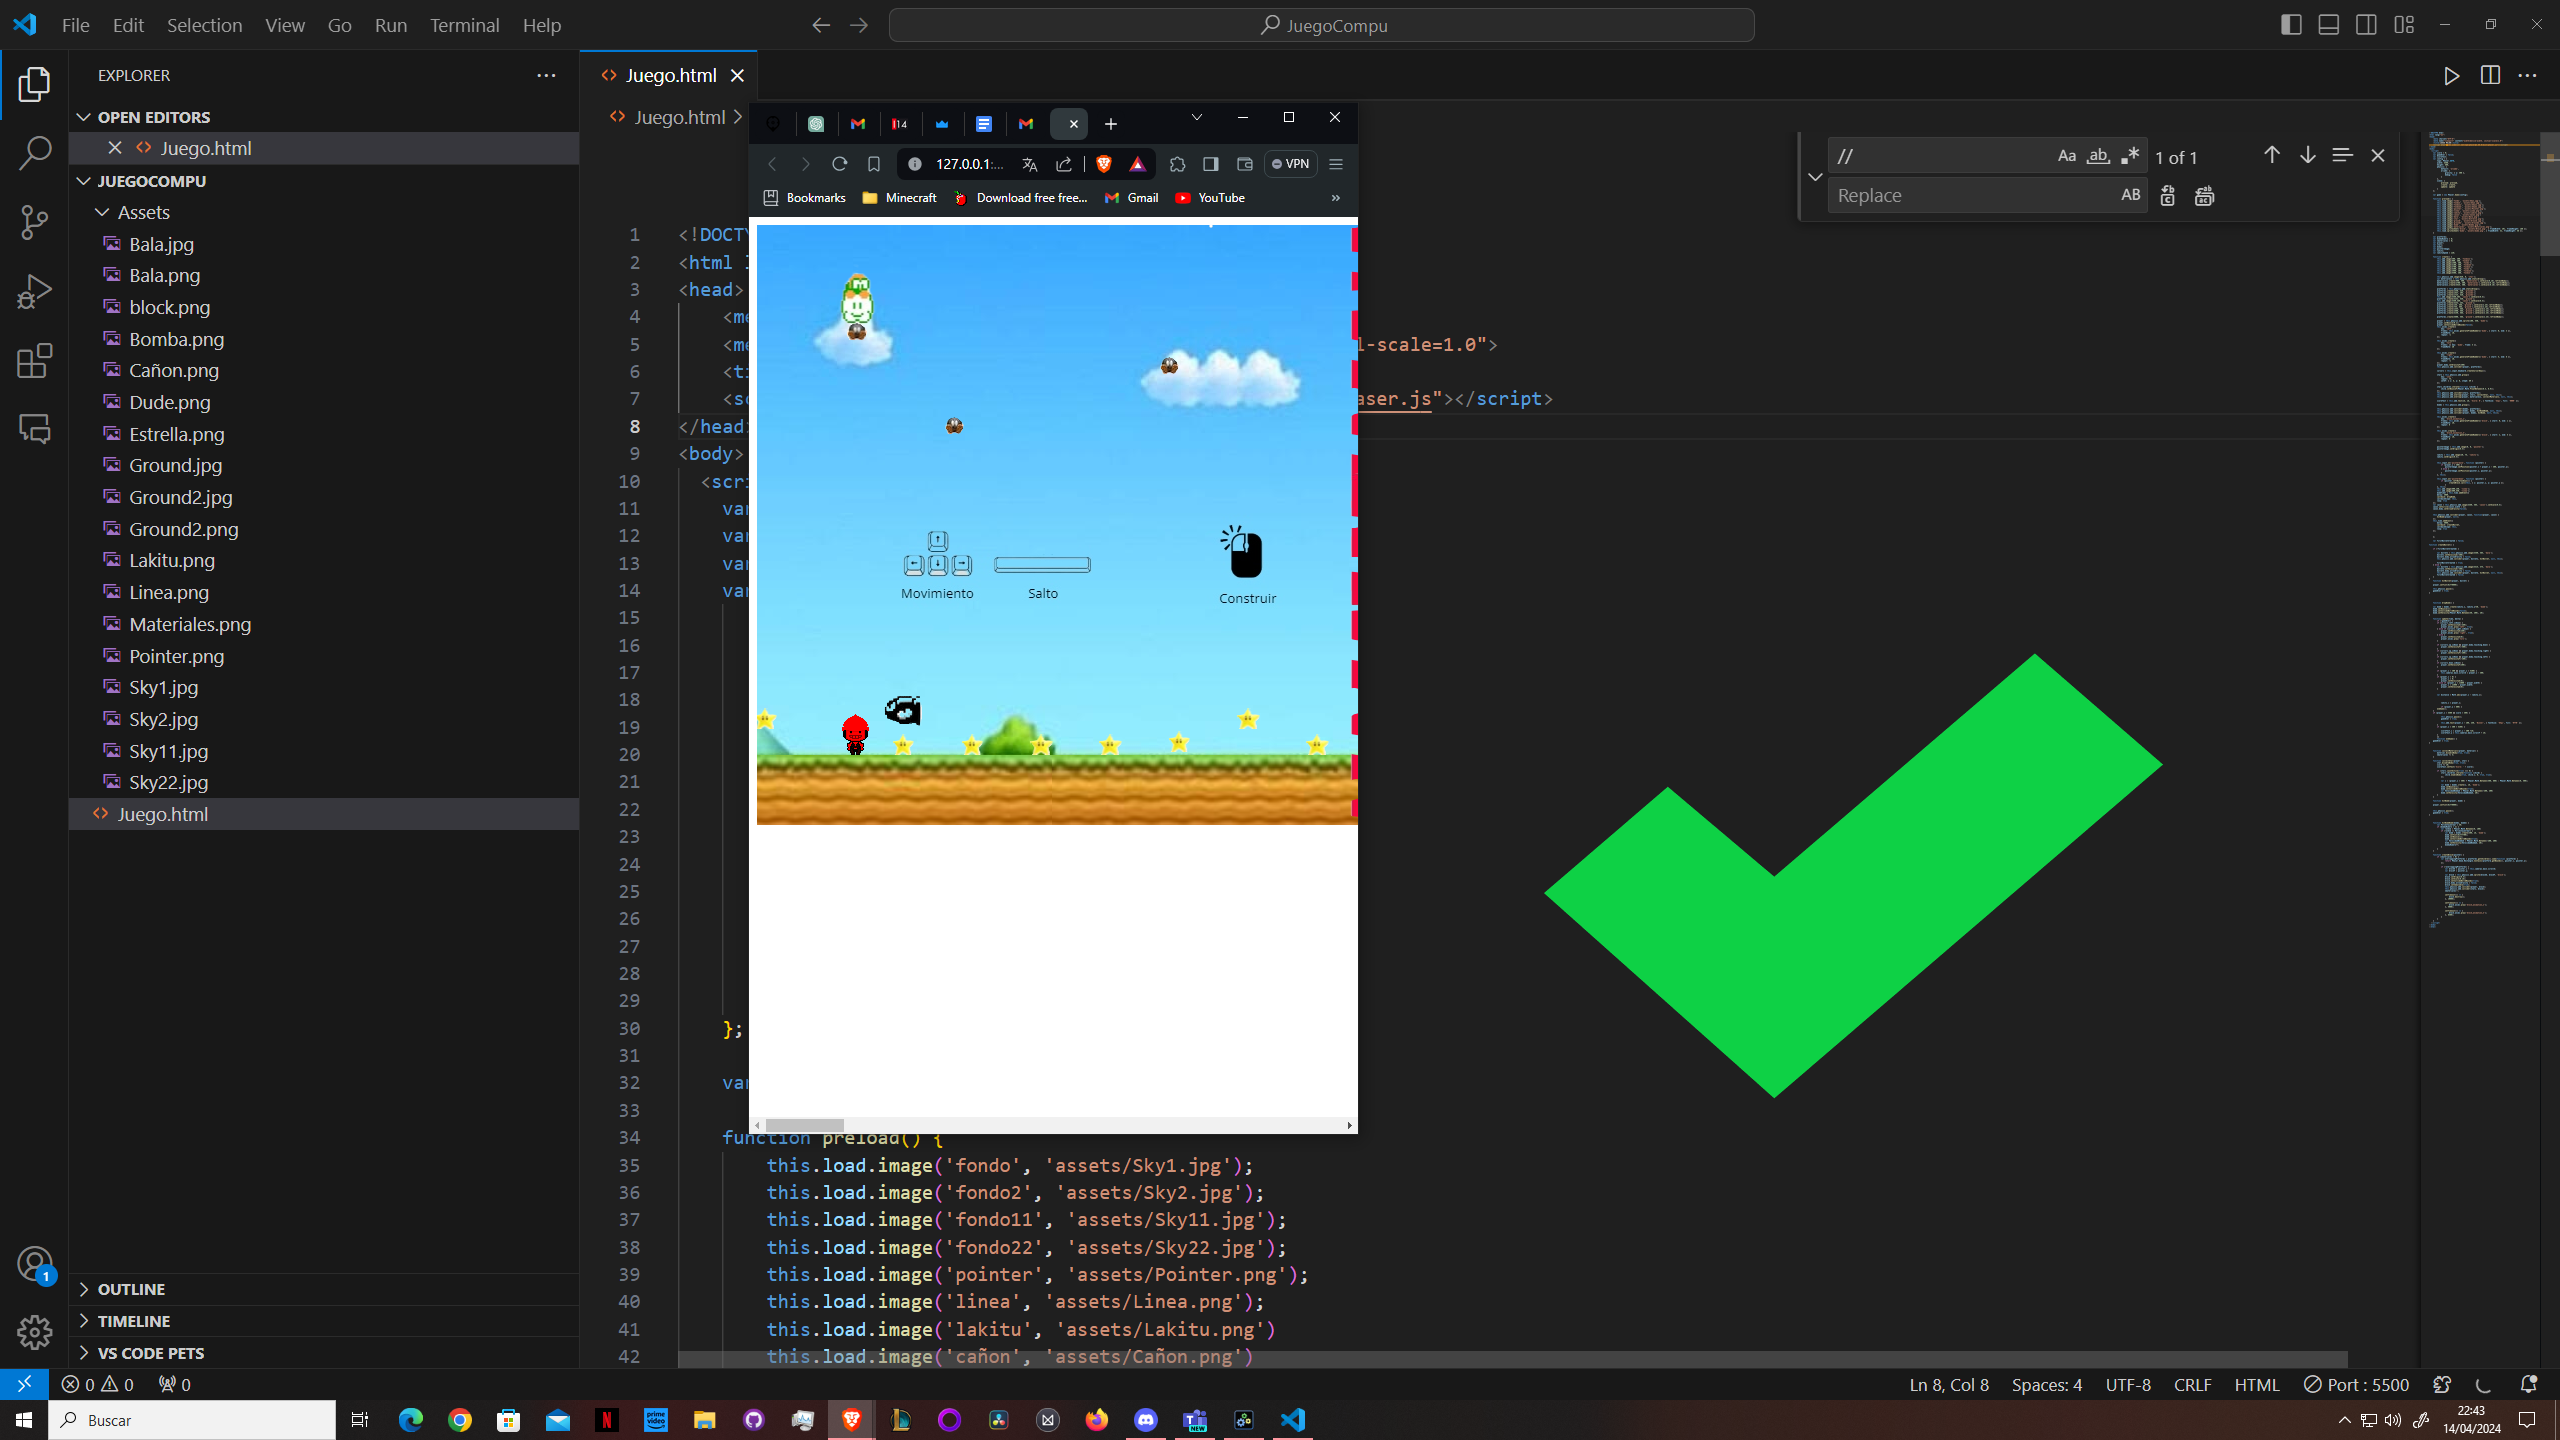 File Edit Selection View Go Run Terminal Help
JuegoCompu
EXPLORER
OPEN EDITORS
Juego.html
JUEGOCOMPU
Assets
Bala.jpg
Bala.png
block.png
Bomba.png
Cañon.png
Dude.png
Estrella.png
Ground.jpg
Ground2.jpg
Ground2.png
Lakitu.png
Linea.png
Materiales.png
Pointer.png
Sky1.jpg
Sky2.jpg
Sky11.jpg
Sky22.jpg
Juego.html
OUTLINE
TIMELINE
VS CODE PETS
1
Juego.html
Juego.html
//
Aa ab
1 of 1
Replace
AB
14
127.0.0.1:...
VPN
Bookmarks Minecraft Download free free... Gmail YouTube »
Movimiento
Salto
Construir
1 <!DOCTY
2 <html l
3 <head>
4 <me
5 <me l-scale=1.0">
6 <ti
7 <sc aser.js"></script>
8 </head>
9 <body>
10 <scri
11 var
12 var
13 var
14 var
15
16
17
18
19
20
21
22
23
24
25
26
27
28
29
30 };
31
32 var
33
34 function preload() {
35 this.load.image('fondo', 'assets/Sky1.jpg');
36 this.load.image('fondo2', 'assets/Sky2.jpg');
37 this.load.image('fondo11', 'assets/Sky11.jpg');
38 this.load.image('fondo22', 'assets/Sky22.jpg');
39 this.load.image('pointer', 'assets/Pointer.png');
40 this.load.image('linea', 'assets/Linea.png');
41 this.load.image('lakitu', 'assets/Lakitu.png')
42 this.load.image('cañon', 'assets/Cañon.png')
0 0 0
Ln 8, Col 8 Spaces: 4 UTF-8 CRLF HTML Port : 5500
Buscar
N
prime video
NEW
22:43
14/04/2024